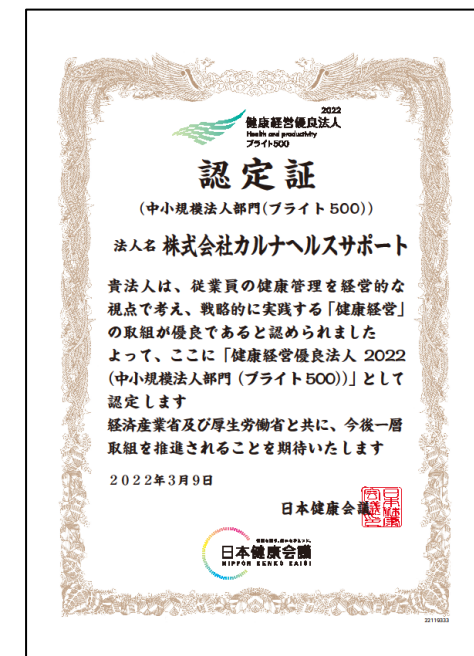 2022
健康経営優良法人
Health and productivity
ブライト500
認定証
(中小規模法人部門(ブライト500))
法人名 株式会社カルナヘルスサポート
貴法人は、従業員の健康管理を経営的な
視点で考え、戦略的に実践する「健康経営」
の取組が優良であると認められました
よって、ここに「健康経営優良法人 2022
(中小規模法人部門(ブライト500))」として
認定します
経済産業省及び厚生労働省と共に、今後一層
取組を推進されることを期待いたします
2022年3月9日
日本健康会議
日本健康会議
NIPPON KENKO KAIGI
22119333